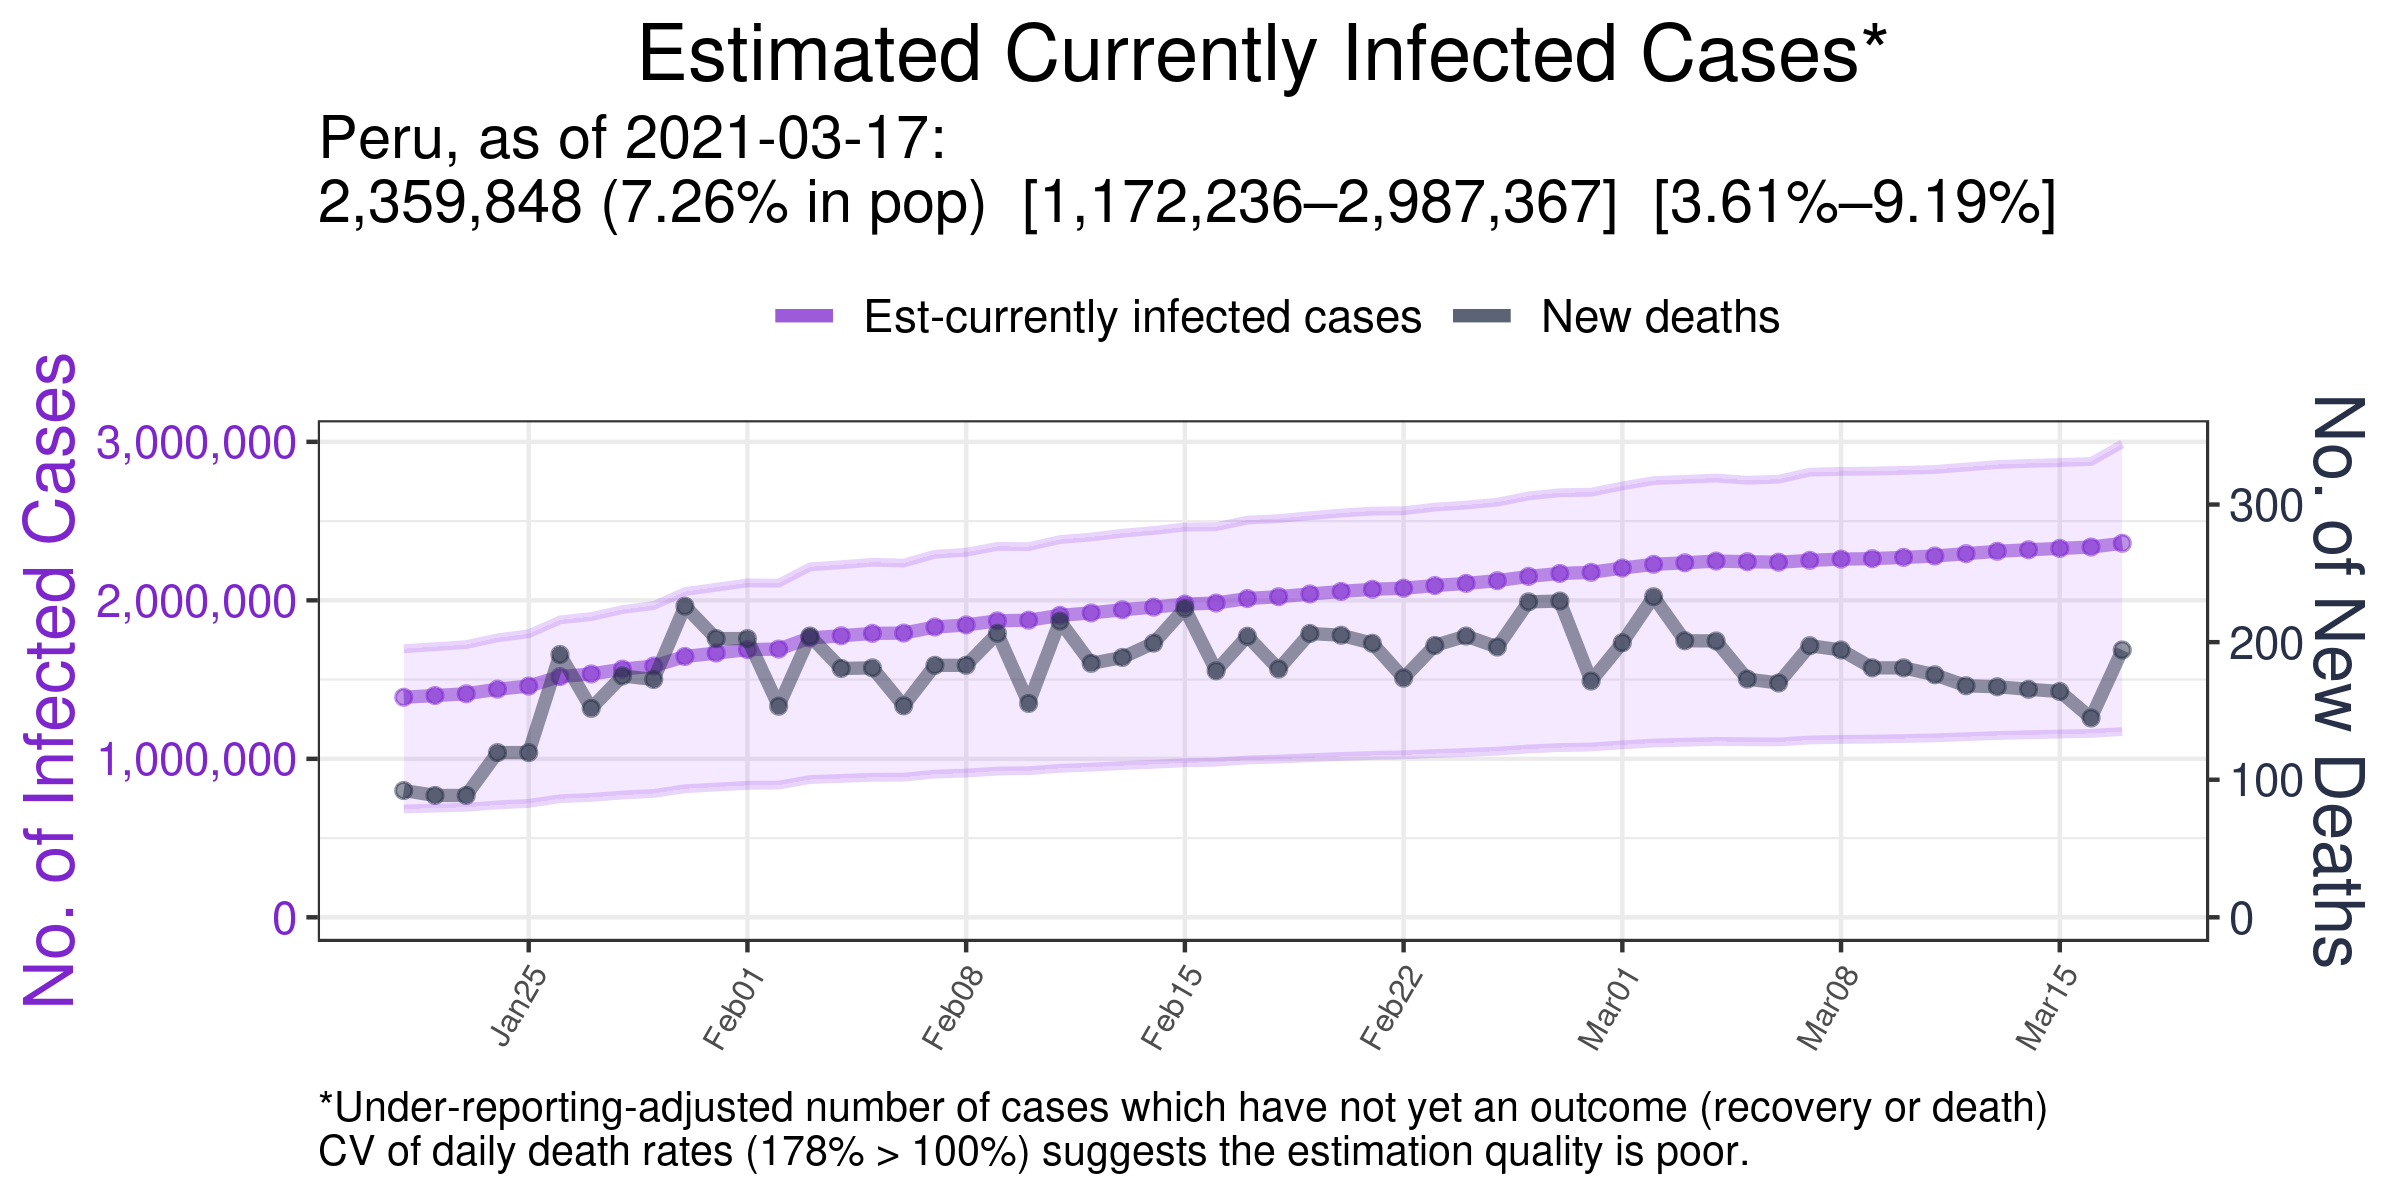 Estimated Currently Infected Cases*
Peru, as of 2021-03-17:
2,359,848 (7.26% in pop) [1,172,236–2,987,367] [3.61%–9.19%]
Est-currently infected cases New deaths
No. of Infected Cases
3,000,000
2,000,000
1,000,000
0
No. of New Deaths
300
200
100
0
Jan25 Feb01 Feb08 Feb15 Feb22 Mar01 Mar08 Mar15
*Under-reporting-adjusted number of cases which have not yet an outcome (recovery or death)
CV of daily death rates (178% > 100%) suggests the estimation quality is poor.